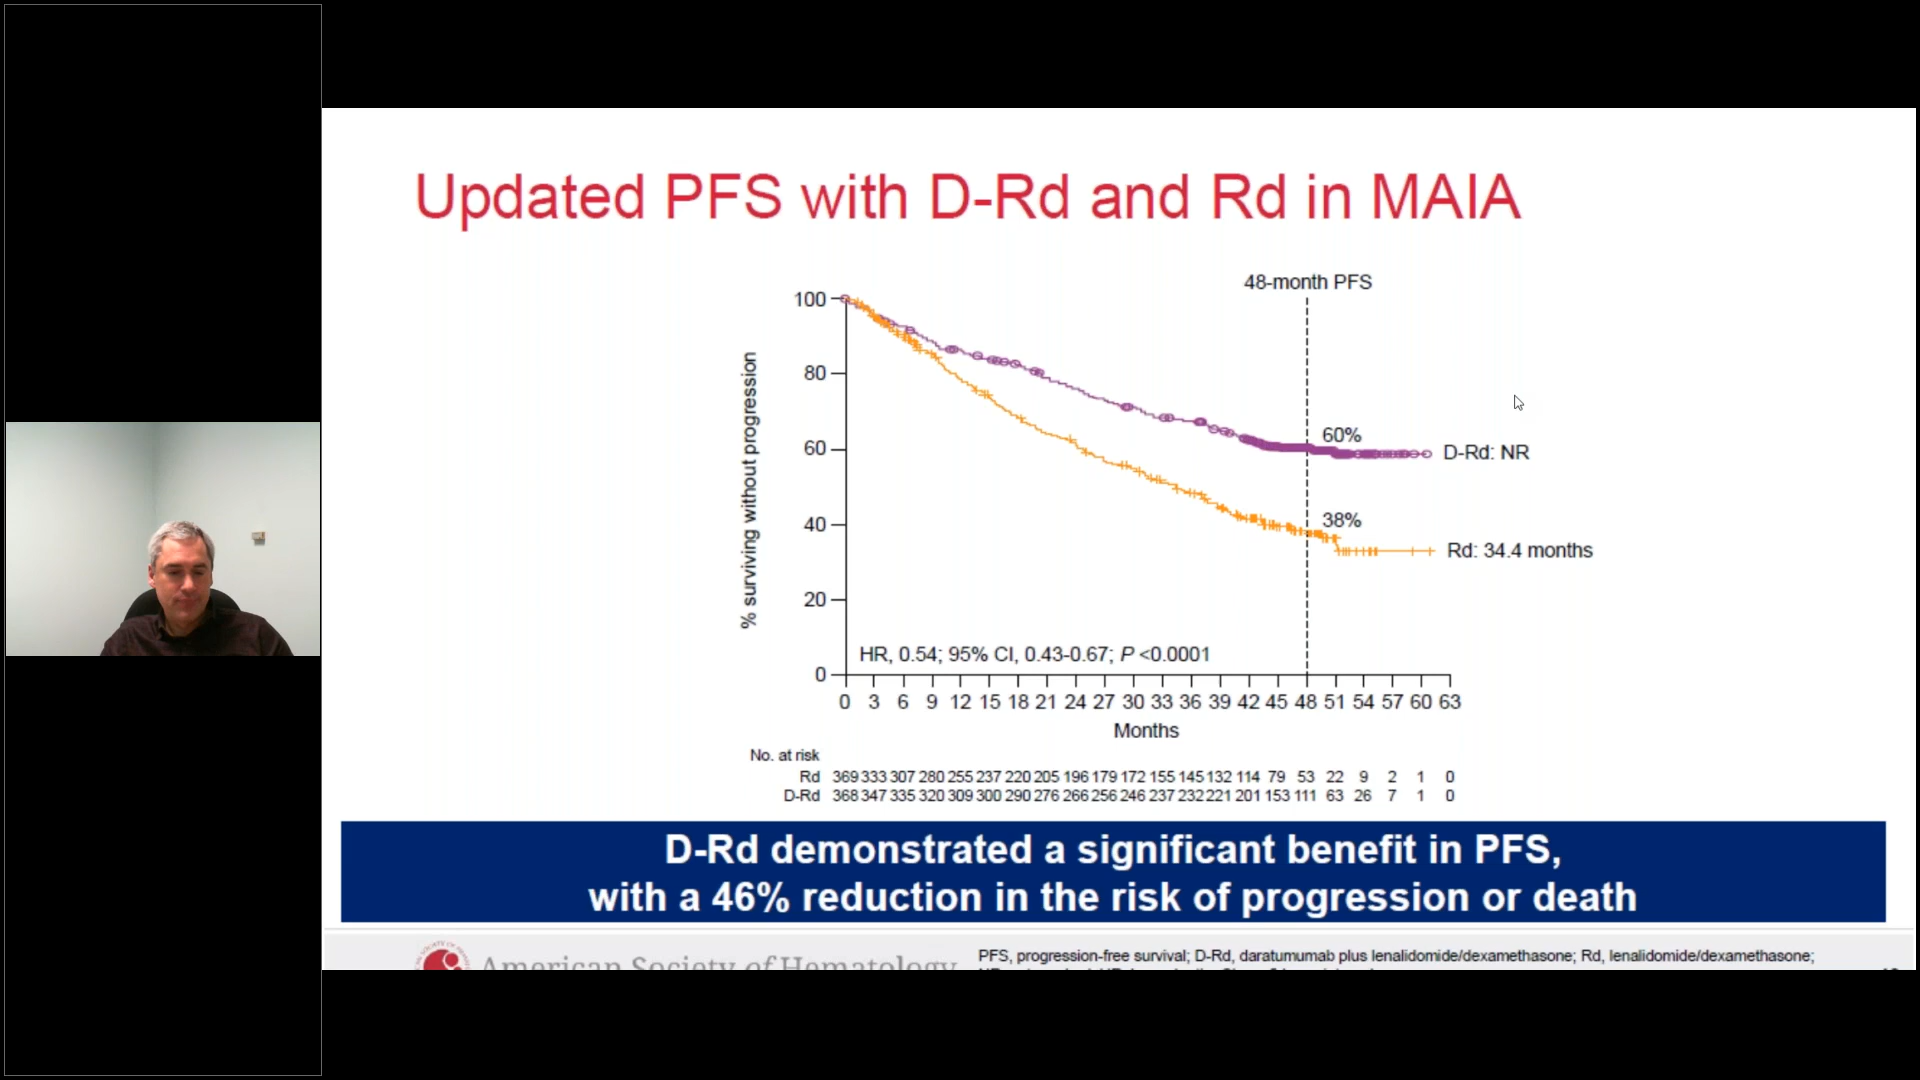 Updated PFS with D-Rd and Rd in MAIA
48-month PFS
% surviving without progression
100
80
60
40
20
0
60%
D-Rd: NR
38%
Rd: 34.4 months
HR, 0.54; 95% CI, 0.43-0.67; P <0.0001
0 3 6 9 12 15 18 21 24 27 30 33 36 39 42 45 48 51 54 57 60 63
Months
No. at risk
Rd 369 333 307 280 255 237 220 205 196 179 172 155 145 132 114 79 53 22 9 2 1 0
D-Rd 368 347 335 320 309 300 290 276 266 256 246 237 232 221 201 153 111 63 26 7 1 0
D-Rd demonstrated a significant benefit in PFS,
with a 46% reduction in the risk of progression or death
American Society of Hematology
PFS, progression-free survival; D-Rd, daratumumab plus lenalidomide/dexamethasone; Rd, lenalidomide/dexamethasone;